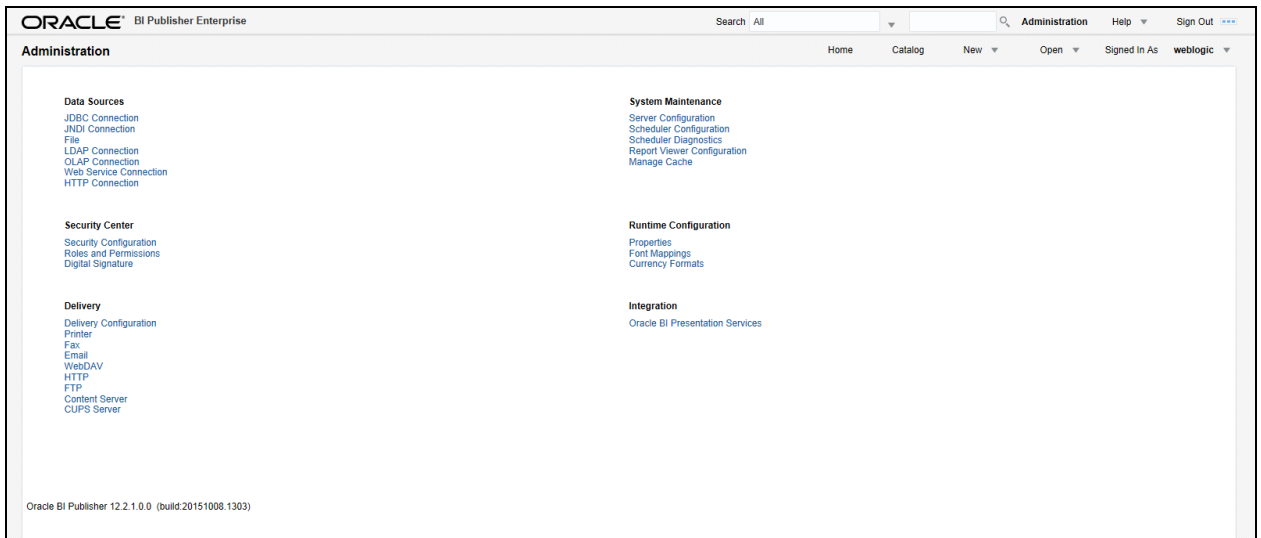 ORACLE BI Publisher Enterprise Search All Administration Help Sign Out
Administration Home Catalog New Open Signed In As weblogic
Data Sources
JDBC Connection
JNDI Connection
File
LDAP Connection
OLAP Connection
Web Service Connection
HTTP Connection
System Maintenance
Server Configuration
Scheduler Configuration
Scheduler Diagnostics
Report Viewer Configuration
Manage Cache
Security Center
Security Configuration
Roles and Permissions
Digital Signature
Runtime Configuration
Properties
Font Mappings
Currency Formats
Delivery
Delivery Configuration
Printer
Fax
Email
WebDAV
HTTP
FTP
Content Server
CUPS Server
Integration
Oracle BI Presentation Services
Oracle BI Publisher 12.2.1.0.0 (build:20151008.1303)